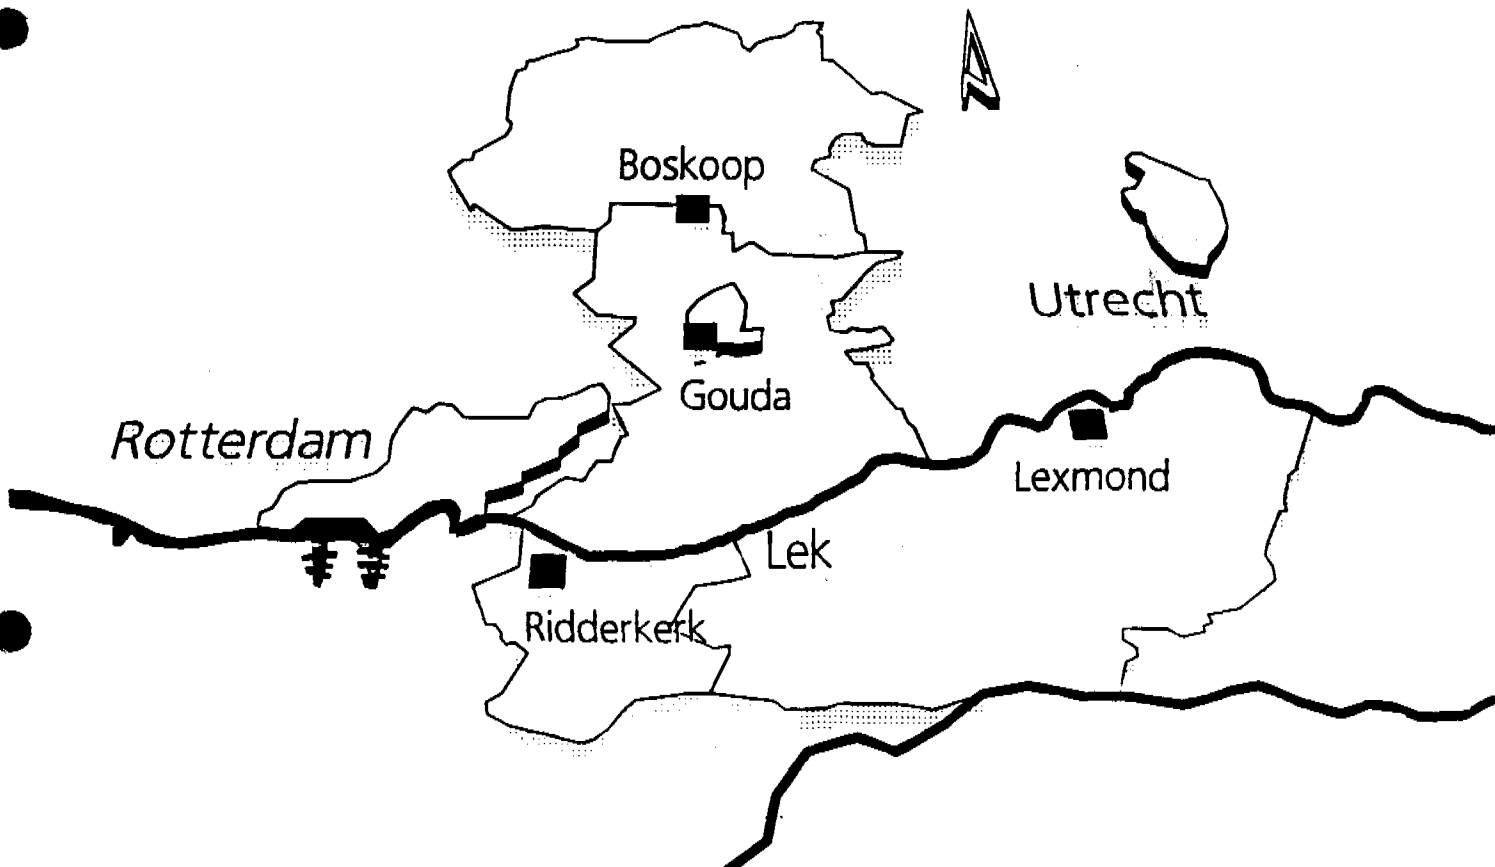 Boskoop
Utrecht
Gouda
Rotterdam
Lexmond
Lek
Ridderkerk